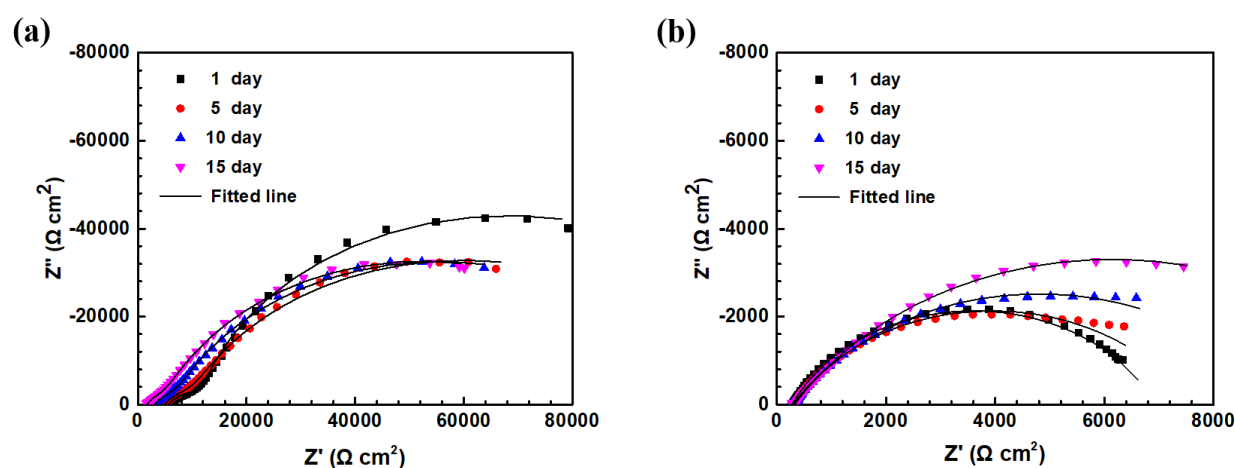 (a)
-80000
-60000
-40000
-20000
0
0 20000 40000 60000 80000
Z'' (Ω cm²)
Z' (Ω cm²)
1 day
5 day
10 day
15 day
Fitted line
(b)
-8000
-6000
-4000
-2000
0
0 2000 4000 6000 8000
Z'' (Ω cm²)
Z' (Ω cm²)
1 day
5 day
10 day
15 day
Fitted line